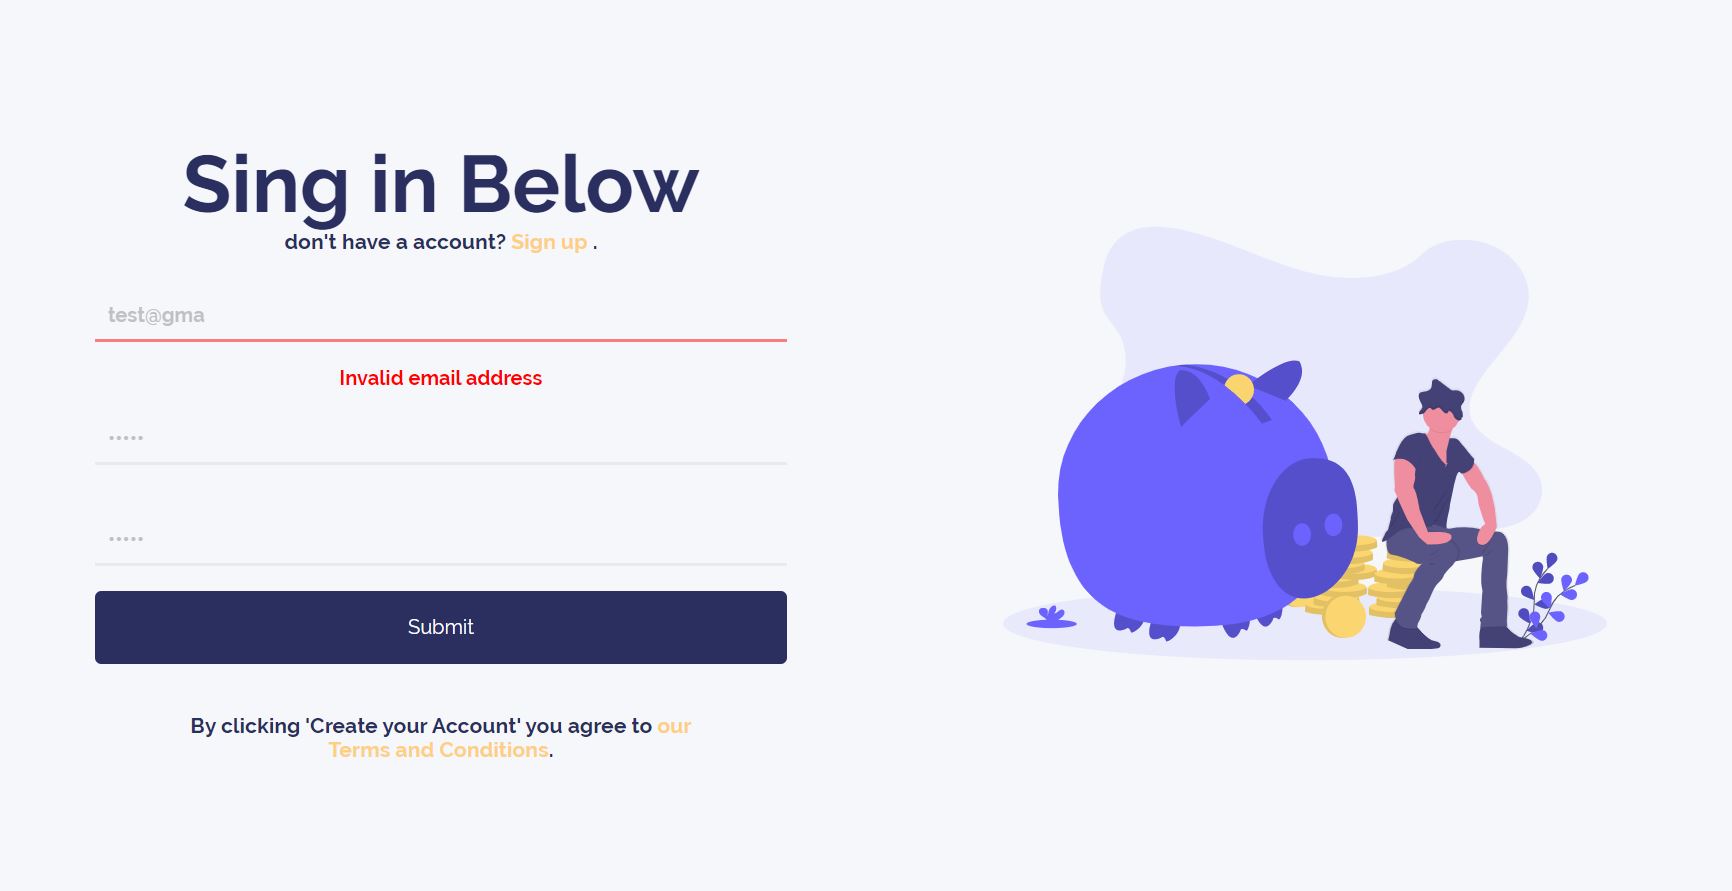 Sing in Below
don't have a account? Sign up .
test@gma
Invalid email address
•••••
•••••
Submit
By clicking 'Create your Account' you agree to our
Terms and Conditions.